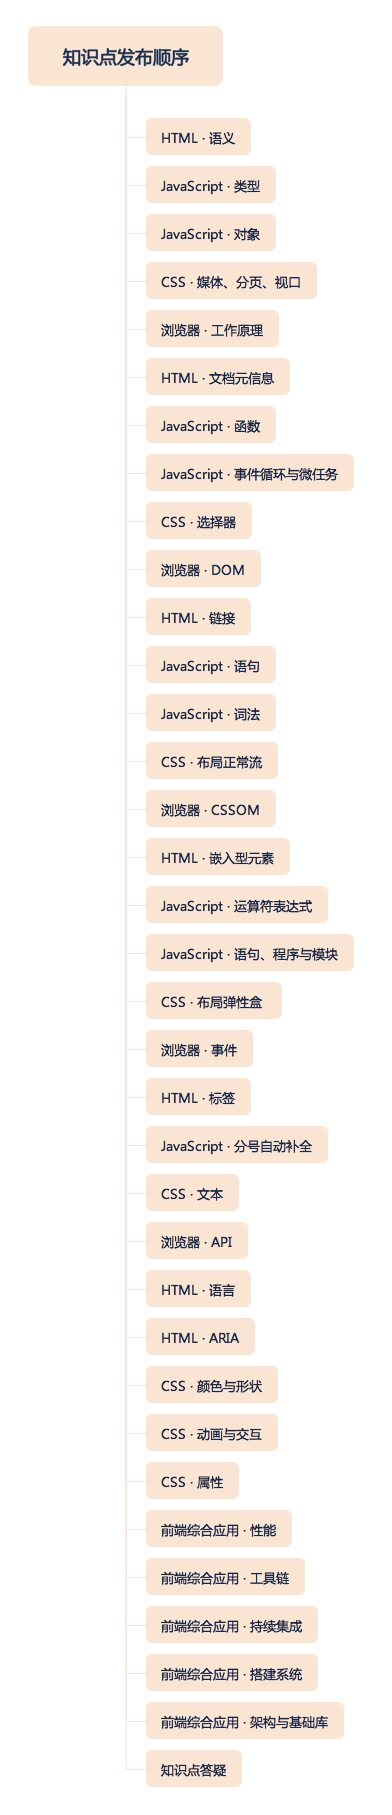 知识点发布顺序
HTML · 语义
JavaScript · 类型
JavaScript · 对象
CSS · 媒体、分页、视口
浏览器 · 工作原理
HTML · 文档元信息
JavaScript · 函数
JavaScript · 事件循环与微任务
CSS · 选择器
浏览器 · DOM
HTML · 链接
JavaScript · 语句
JavaScript · 词法
CSS · 布局正常流
浏览器 · CSSOM
HTML · 嵌入型元素
JavaScript · 运算符表达式
JavaScript · 语句、程序与模块
CSS · 布局弹性盒
浏览器 · 事件
HTML · 标签
JavaScript · 分号自动补全
CSS · 文本
浏览器 · API
HTML · 语言
HTML · ARIA
CSS · 颜色与形状
CSS · 动画与交互
CSS · 属性
前端综合应用 · 性能
前端综合应用 · 工具链
前端综合应用 · 持续集成
前端综合应用 · 搭建系统
前端综合应用 · 架构与基础库
知识点答疑